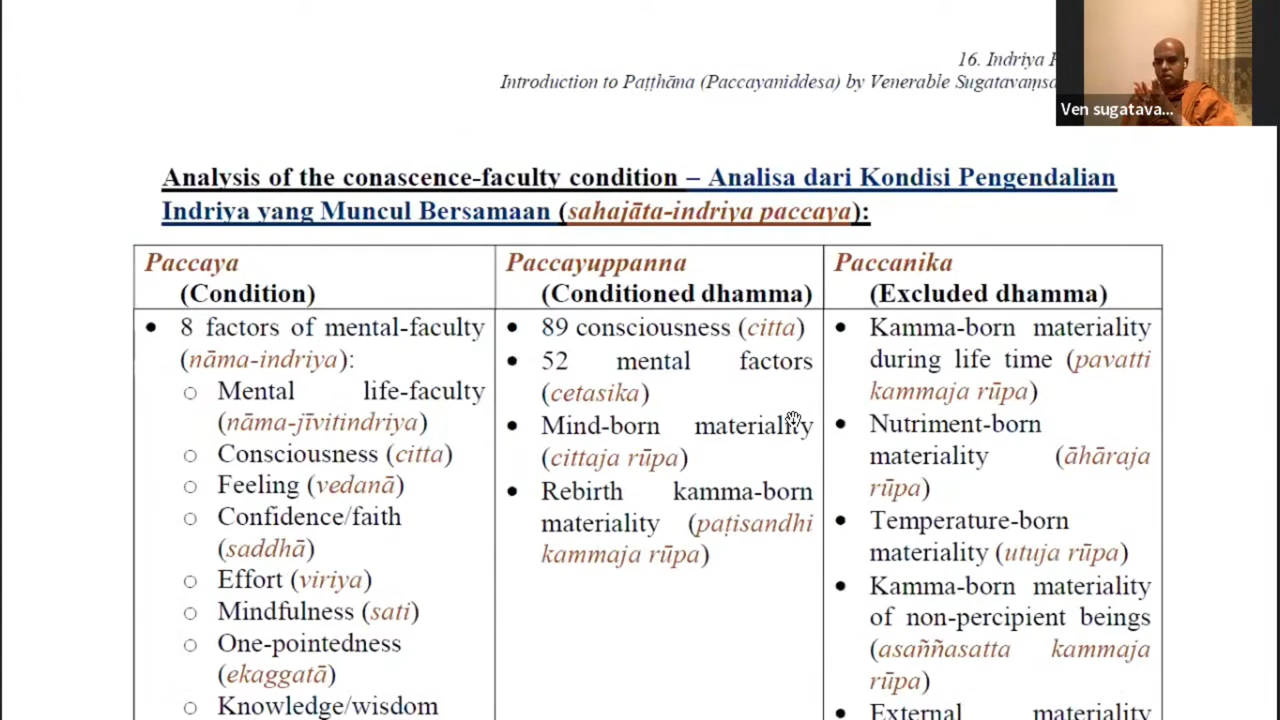 16. Indriya
Introduction to Paṭṭhāna (Paccayaniddesa) by Venerable Sugatavaṃsa
Ven sugatava...
Analysis of the conascence-faculty condition – Analisa dari Kondisi Pengendalian
Indriya yang Muncul Bersamaan (sahajāta-indriya paccaya):
Paccaya
(Condition)
• 8 factors of mental-faculty
(nāma-indriya):
○ Mental life-faculty
(nāma-jīvitindriya)
○ Consciousness (citta)
○ Feeling (vedanā)
○ Confidence/faith
(saddhā)
○ Effort (viriya)
○ Mindfulness (sati)
○ One-pointedness
(ekaggatā)
○ Knowledge/wisdom
Paccayuppanna
(Conditioned dhamma)
• 89 consciousness (citta)
• 52 mental factors
(cetasika)
• Mind-born materiality
(cittaja rūpa)
• Rebirth kamma-born
materiality (paṭisandhi
kammaja rūpa)
Paccanika
(Excluded dhamma)
• Kamma-born materiality
during life time (pavatti
kammaja rūpa)
• Nutriment-born
materiality (āhāraja
rūpa)
• Temperature-born
materiality (utuja rūpa)
• Kamma-born materiality
of non-percipient beings
(asaññasatta kammaja
rūpa)
• External materiality